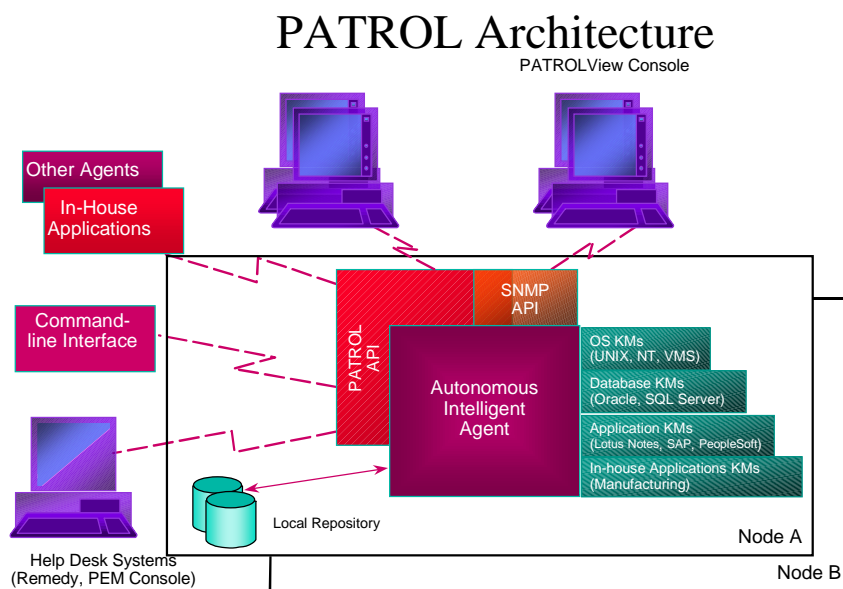 PATROL Architecture
PATROLView Console
Other Agents
In-House
Applications
SNMP
API
Command-
line Interface
PATROL
API
OS KMs
(UNIX, NT, VMS)
Database KMs
(Oracle, SQL Server)
Autonomous
Intelligent
Agent
Application KMs
(Lotus Notes, SAP, PeopleSoft)
In-house Applications KMs
(Manufacturing)
Local Repository
Node A
Help Desk Systems
(Remedy, PEM Console)
Node B